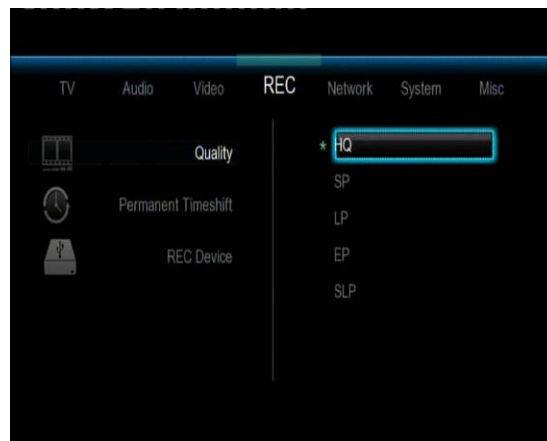 TV Audio Video REC Network System Misc
Quality
Permanent Timeshift
REC Device
* HQ
SP
LP
EP
SLP